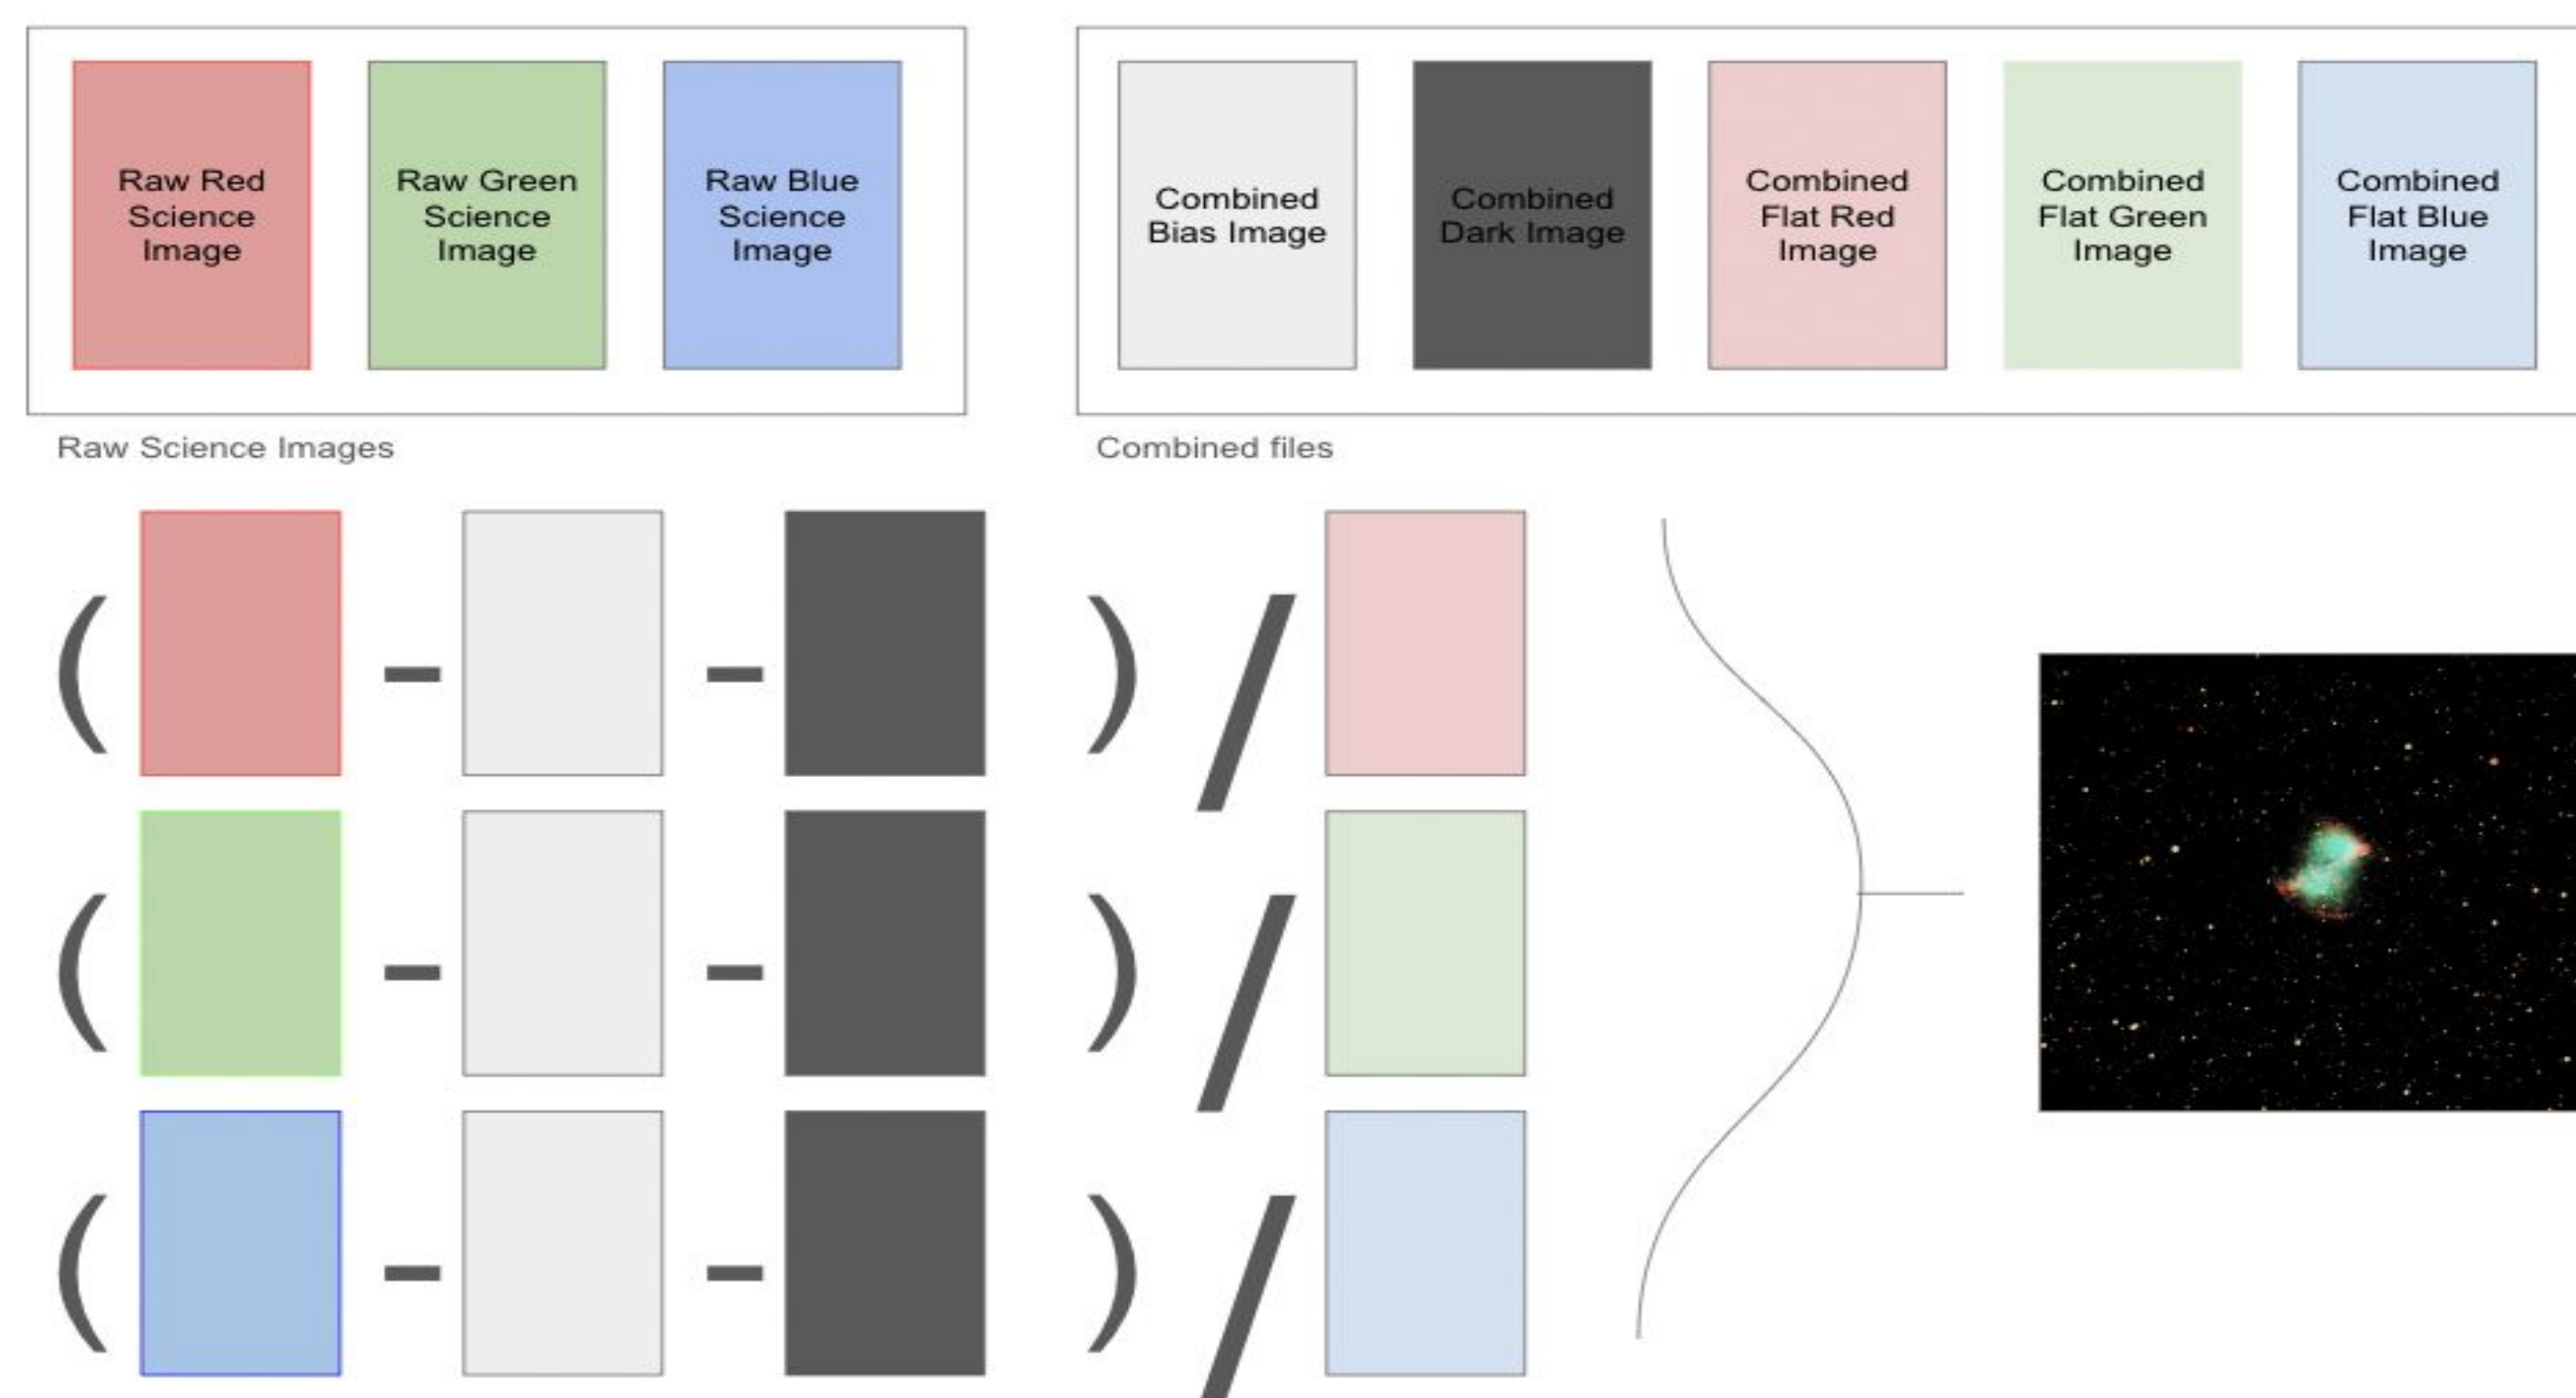 Raw Red
Science
Image
Raw Green
Science
Image
Raw Blue
Science
Image
Combined
Bias Image
Combined
Dark Image
Combined
Flat Red
Image
Combined
Flat Green
Image
Combined
Flat Blue
Image
Raw Science Images
Combined files
( - - ) /
( - - ) /
( - - ) /